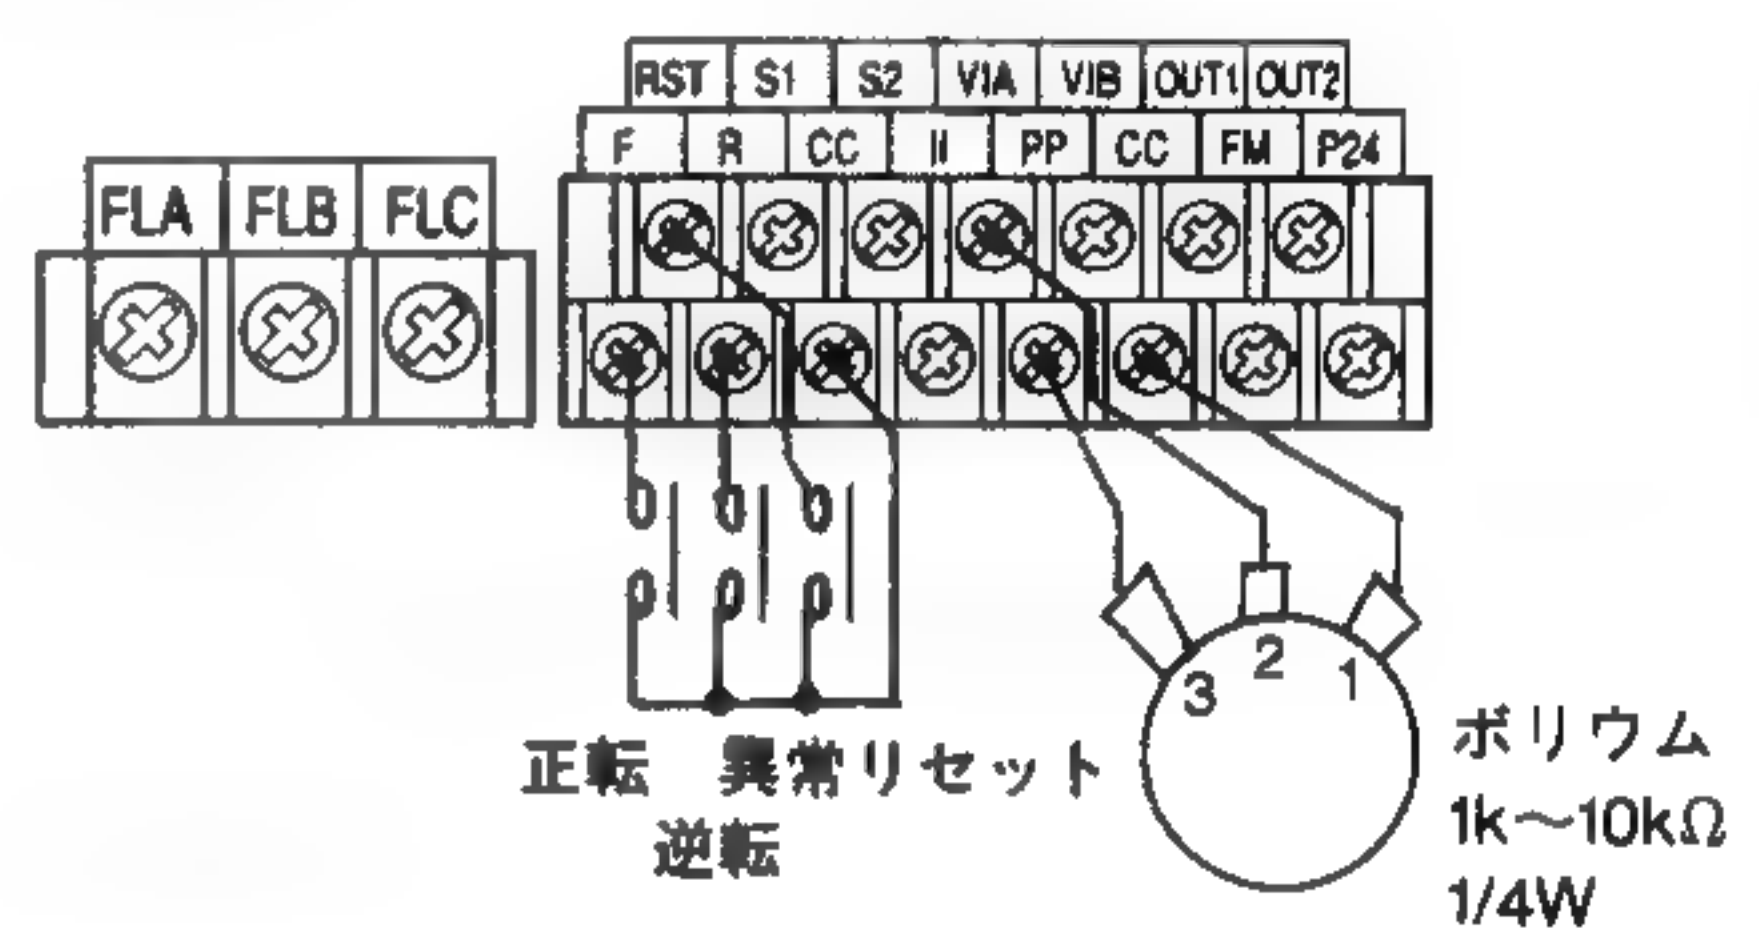 RST S1 S2 VIA VIB OUT1 OUT2
F R CC II PP CC FM P24
FLA FLB FLC
3 2 1
正転 異常リセット
逆転
ボリウム
1k〜10kΩ
1/4W